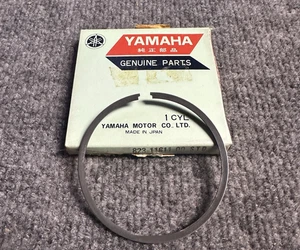 YAMAHA
純正部品
GENUINE PARTS
1 CYL
YAMAHA MOTOR CO., LTD.
MADE IN JAPAN